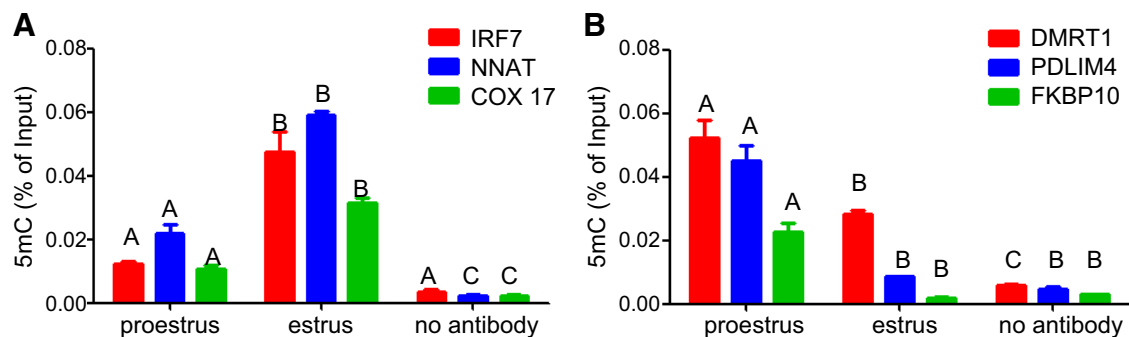 A
5mC (% of Input)
0.08
0.06
0.04
0.02
0.00
IRF7
NNAT
COX 17
A
A
A
B
B
B
A
C
C
proestrus
estrus
no antibody
B
5mC (% of Input)
0.08
0.06
0.04
0.02
0.00
DMRT1
PDLIM4
FKBP10
A
A
A
B
B
B
C
B
B
proestrus
estrus
no antibody